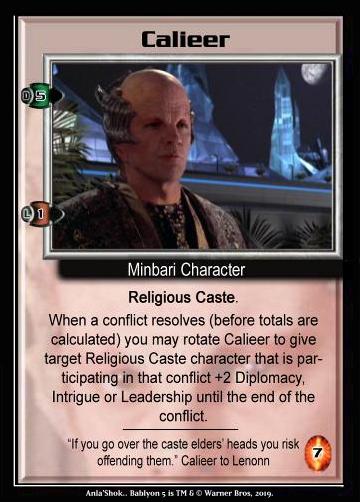 Calieer
D 5
L 1
Minbari Character
Religious Caste.
When a conflict resolves (before totals are
calculated) you may rotate Calieer to give
target Religious Caste character that is par-
ticipating in that conflict +2 Diplomacy,
Intrigue or Leadership until the end of the
conflict.
“If you go over the caste elders’ heads you risk
offending them.” Calieer to Lenonn
7
Anla'Shok.. Bablyon 5 is TM & © Warner Bros, 2019.